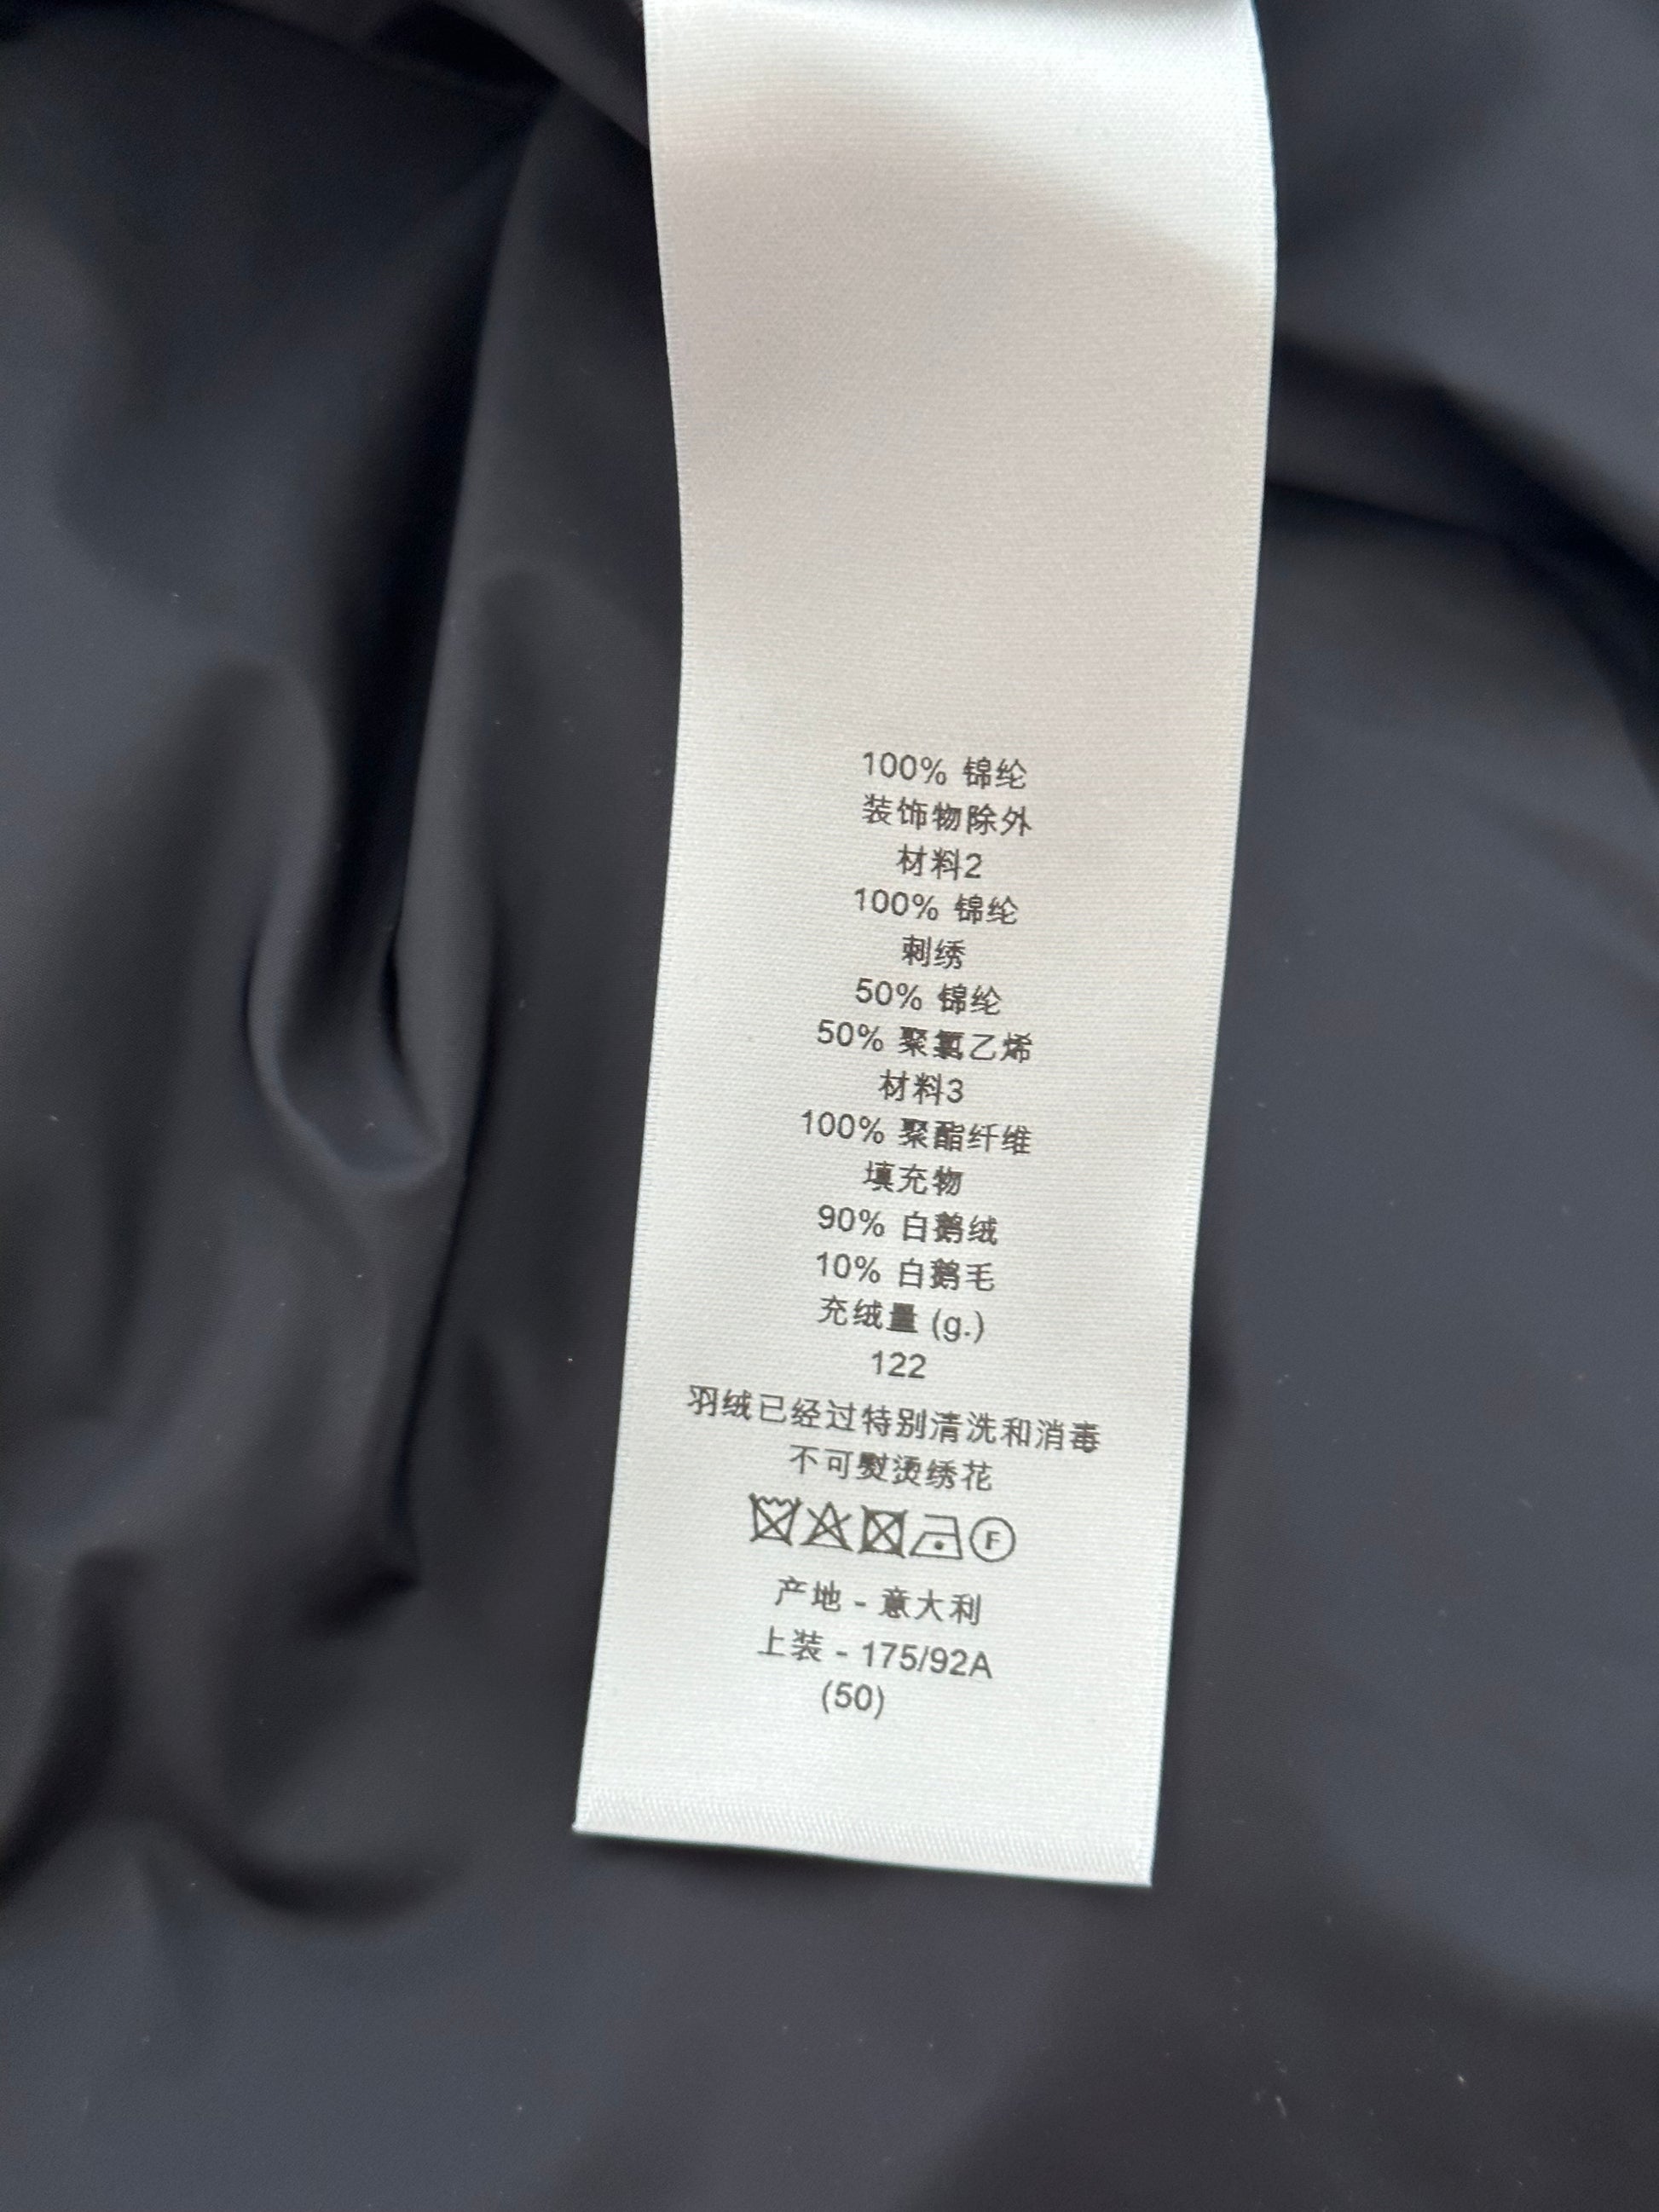 100% 锦纶
装饰物除外
材料2
100% 锦纶
刺绣
50% 锦纶
50% 聚氯乙烯
材料3
100% 聚酯纤维
填充物
90% 白鹅绒
10% 白鹅毛
充绒量 (g.)
122
羽绒已经过特别清洗和消毒
不可熨烫绣花
F
产地 - 意大利
上装 - 175/92A
(50)